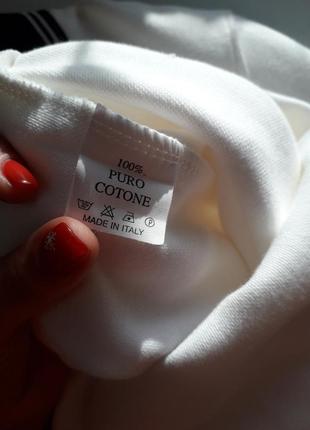 100%
PURO
COTONE
P
MADE IN ITALY